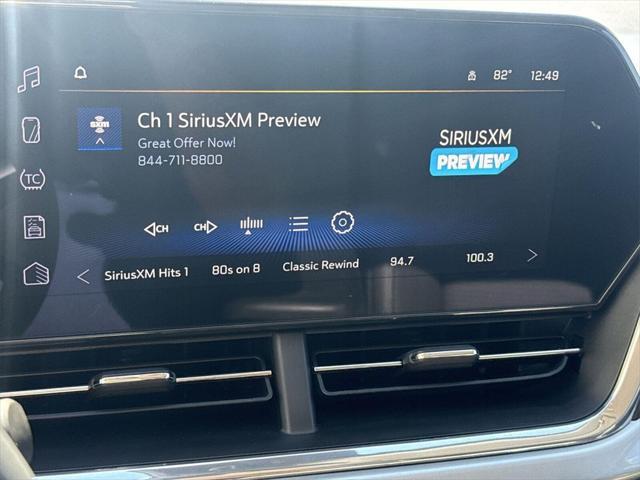 82° 12:49
SXM
Ch 1 SiriusXM Preview
Great Offer Now!
844-711-8800
SIRIUSXM
PREVIEW
TC
CH CH
SiriusXM Hits 1 80s on 8 Classic Rewind 94.7 100.3